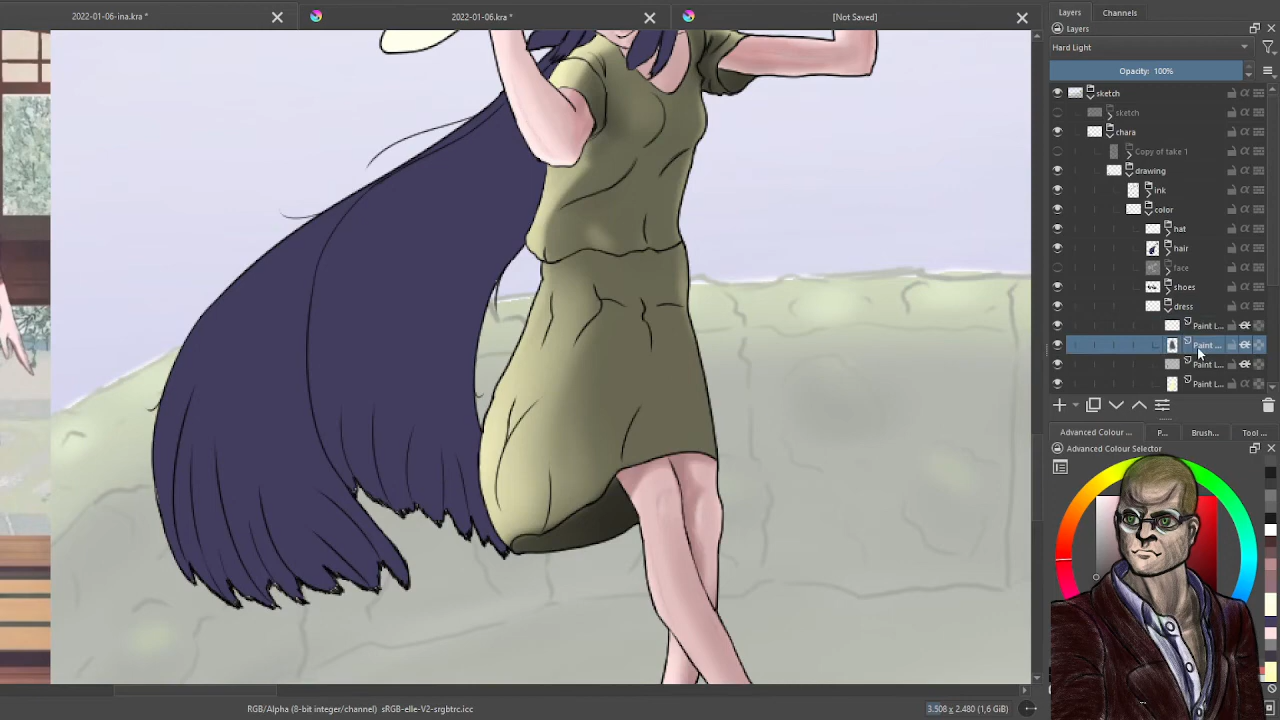 2022-01-06-ina.kra *
2022-01-06.kra *
[Not Saved]
Layers
Channels
Layers
Hard Light
Opacity: 100%
sketch
sketch
chara
Copy of take 1
drawing
ink
color
hat
hair
face
shoes
dress
Paint L...
Paint ...
Paint L...
Paint L...
Advanced Colour ...
P...
Brush...
Tool ...
Advanced Colour Selector
RGB/Alpha (8-bit integer/channel) sRGB-elle-V2-srgbtrc.icc
3.508 x 2.480 (1,6 GiB)